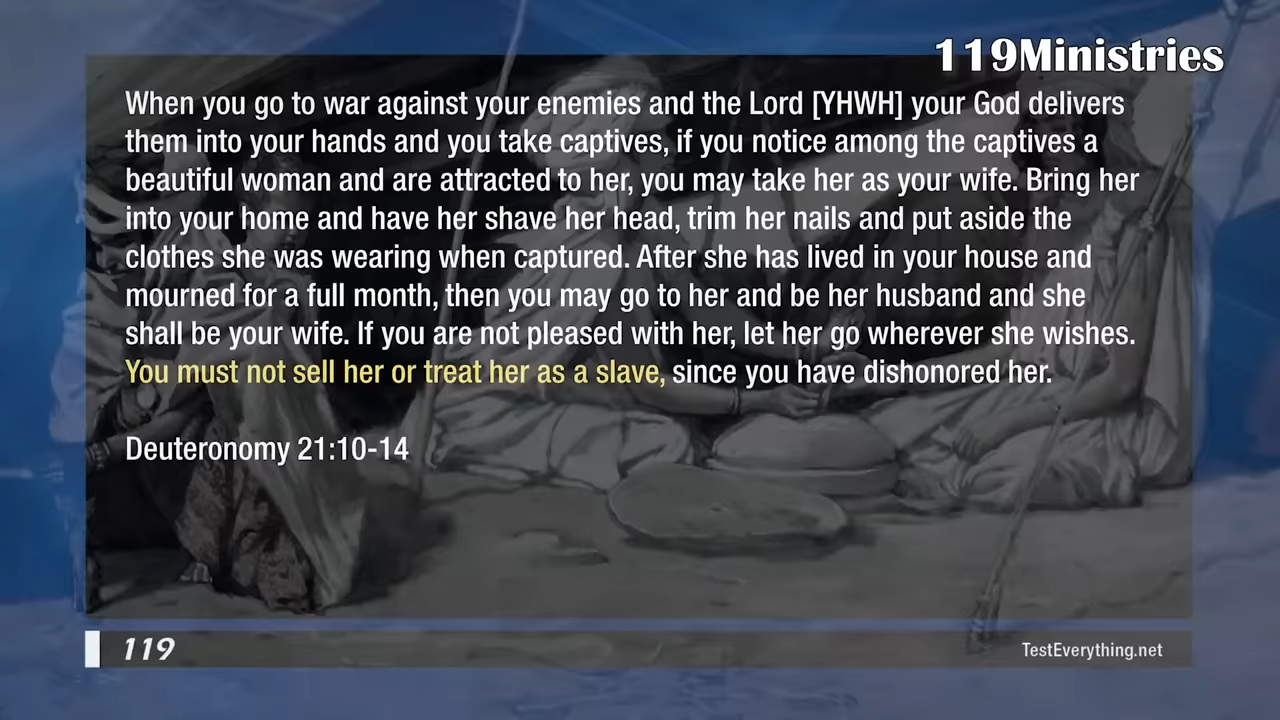 119Ministries
When you go to war against your enemies and the Lord [YHWH] your God delivers
them into your hands and you take captives, if you notice among the captives a
beautiful woman and are attracted to her, you may take her as your wife. Bring her
into your home and have her shave her head, trim her nails and put aside the
clothes she was wearing when captured. After she has lived in your house and
mourned for a full month, then you may go to her and be her husband and she
shall be your wife. If you are not pleased with her, let her go wherever she wishes.
You must not sell her or treat her as a slave, since you have dishonored her.
Deuteronomy 21:10-14
119
TestEverything.net